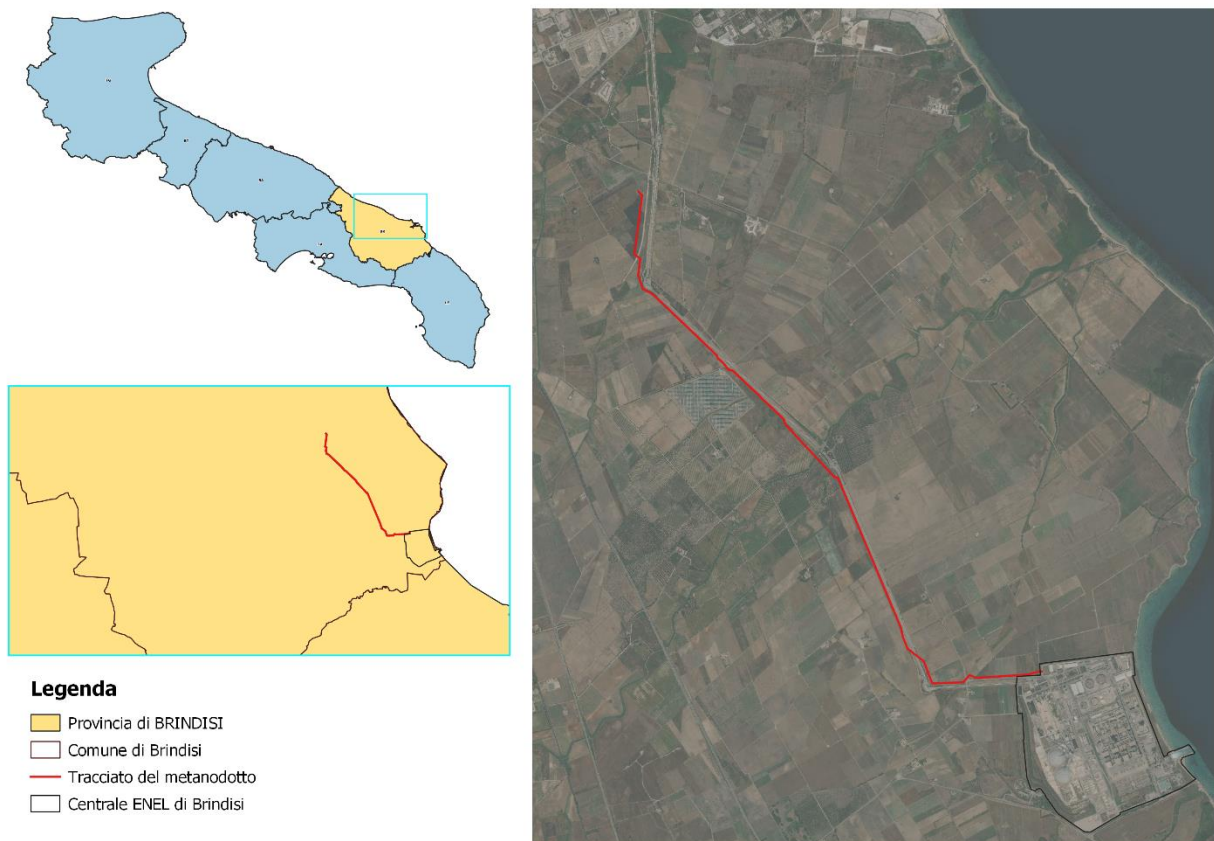 Legenda
Provincia di BRINDISI
Comune di Brindisi
Tracciato del metanodotto
Centrale ENEL di Brindisi